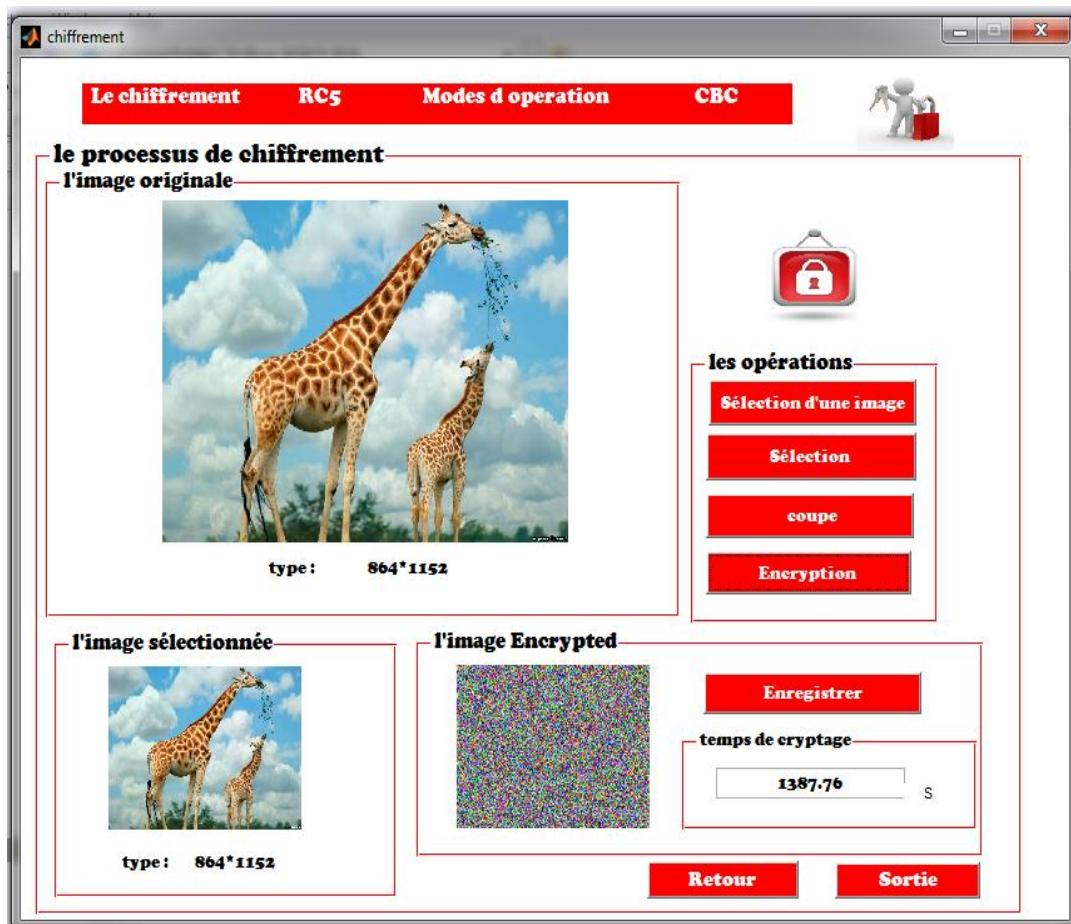 chiffrement
Le chiffrement RC5 Modes d operation CBC
le processus de chiffrement
l'image originale
type : 864*1152
les opérations
Sélection d'une image
Sélection
coupe
Encryption
l'image sélectionnée
type : 864*1152
l'image Encrypted
Enregistrer
temps de cryptage
1387.76 S
Retour Sortie